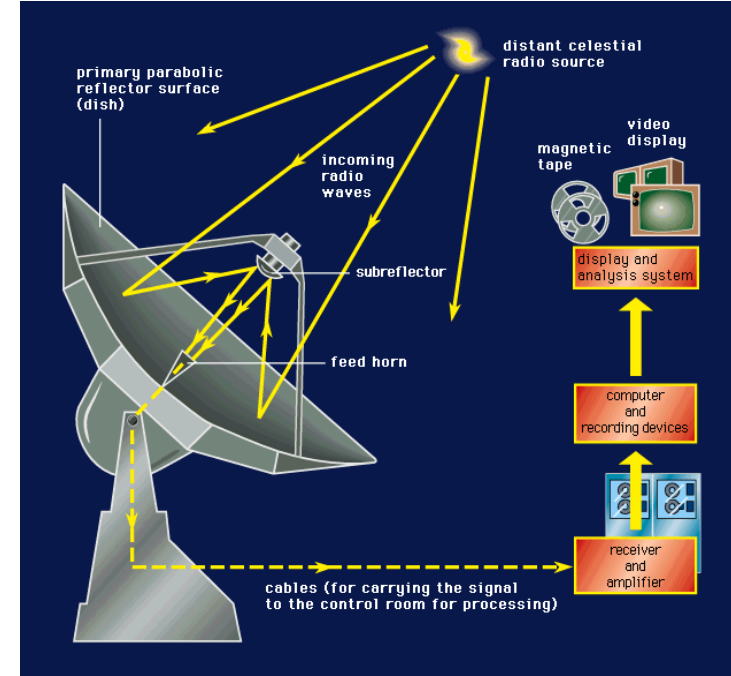 distant celestial
radio source
primary parabolic
reflector surface
(dish)
incoming
radio
waves
video
display
magnetic
tape
display and
analysis system
subreflector
feed horn
computer
and
recording devices
receiver
and
amplifier
cables (for carrying the signal
to the control room for processing)